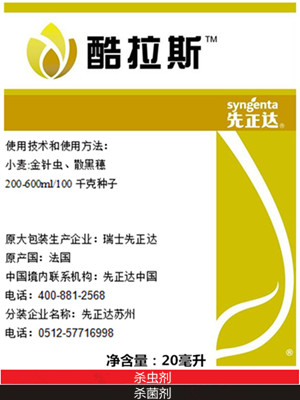 酷拉斯™
syngenta
先正达®
使用技术和使用方法：
小麦:金针虫、散黑穗
200-600ml/100 千克种子
原大包装生产企业：瑞士先正达
原产国：法国
中国境内联系机构：先正达中国
电话：400-881-2568
分装企业名称：先正达苏州
电话：0512-57716998
净含量：20毫升
®
杀虫剂
杀菌剂